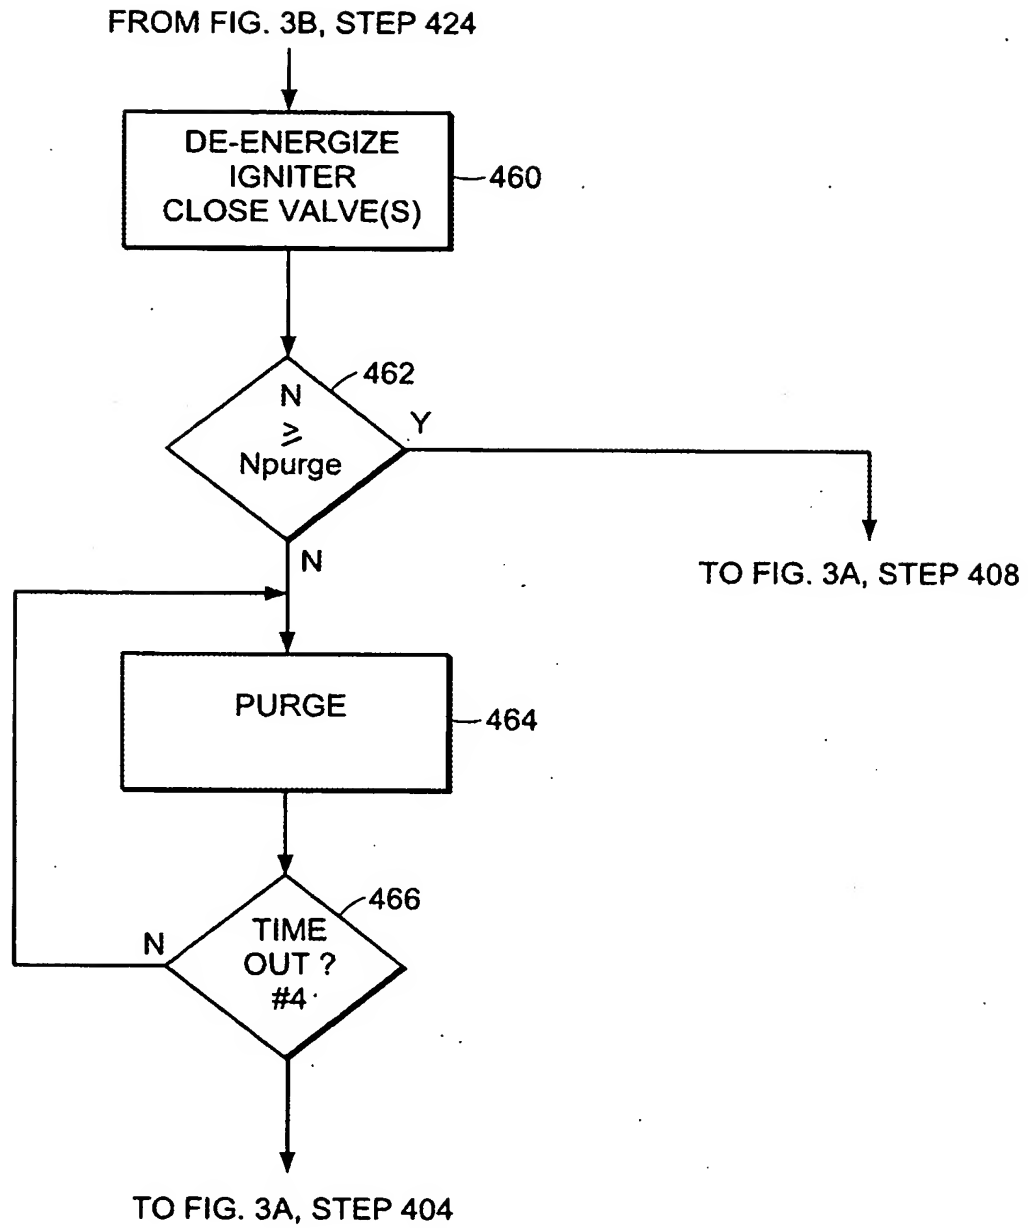 FROM FIG. 3B, STEP 424
DE-ENERGIZE
IGNITER
CLOSE VALVE(S)
460
462
N
≥
Npurge
Y
N
TO FIG. 3A, STEP 408
PURGE
464
466
TIME
OUT ?
#4
N
TO FIG. 3A, STEP 404